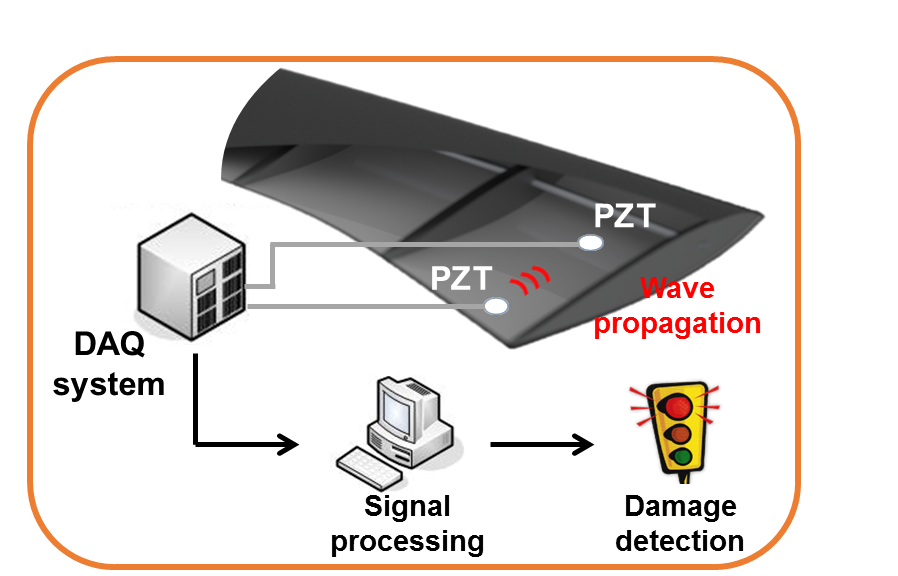 PZT
PZT
Wave
propagation
DAQ
system
Signal
processing
Damage
detection